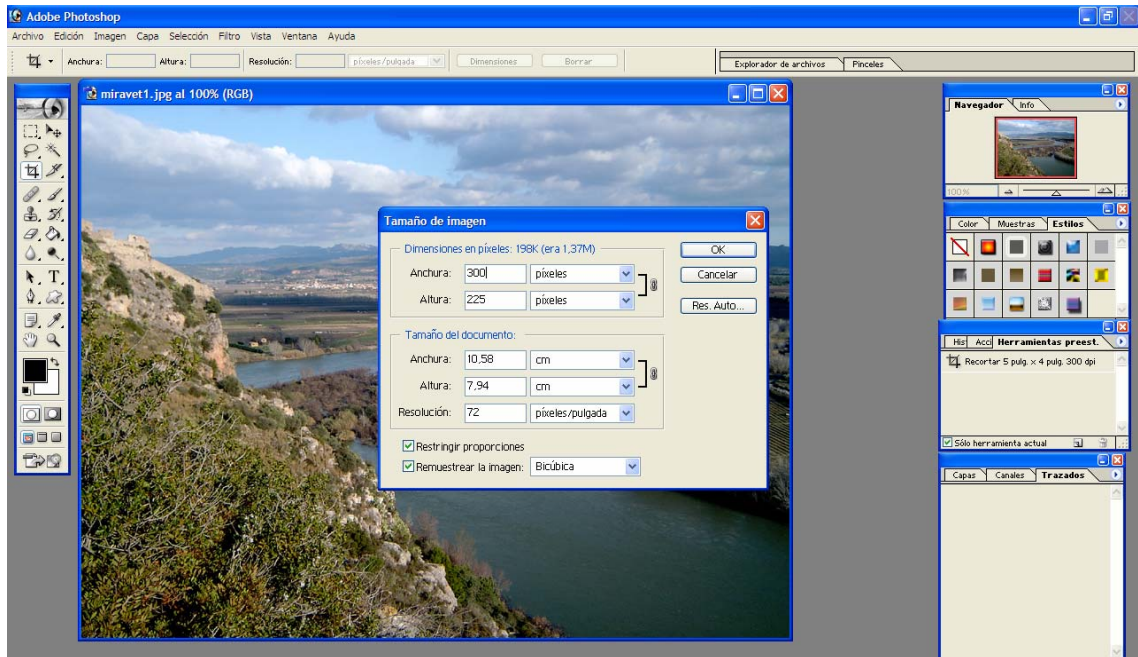 Adobe Photoshop
Archivo Edición Imagen Capa Selección Filtro Vista Ventana Ayuda
Anchura: Altura: Resolución: píxeles/pulgada Dimensiones Borrar Explorador de archivos Pinceles
miravet1.jpg al 100% (RGB)
Navegador Info
100%
Color Muestras Estilos
Tamaño de imagen
Dimensiones en píxeles: 198K (era 1,37M)
Anchura: 300 píxeles
Altura: 225 píxeles
OK
Cancelar
Res. Auto...
Tamaño del documento:
Anchura: 10,58 cm
Altura: 7,94 cm
Resolución: 72 píxeles/pulgada
Restringir proporciones
Remuestrear la imagen: Bicúbica
His Acci Herramientas preest.
Recortar 5 pulg. × 4 pulg. 300 dpi
Sólo herramienta actual
Capas Canales Trazados